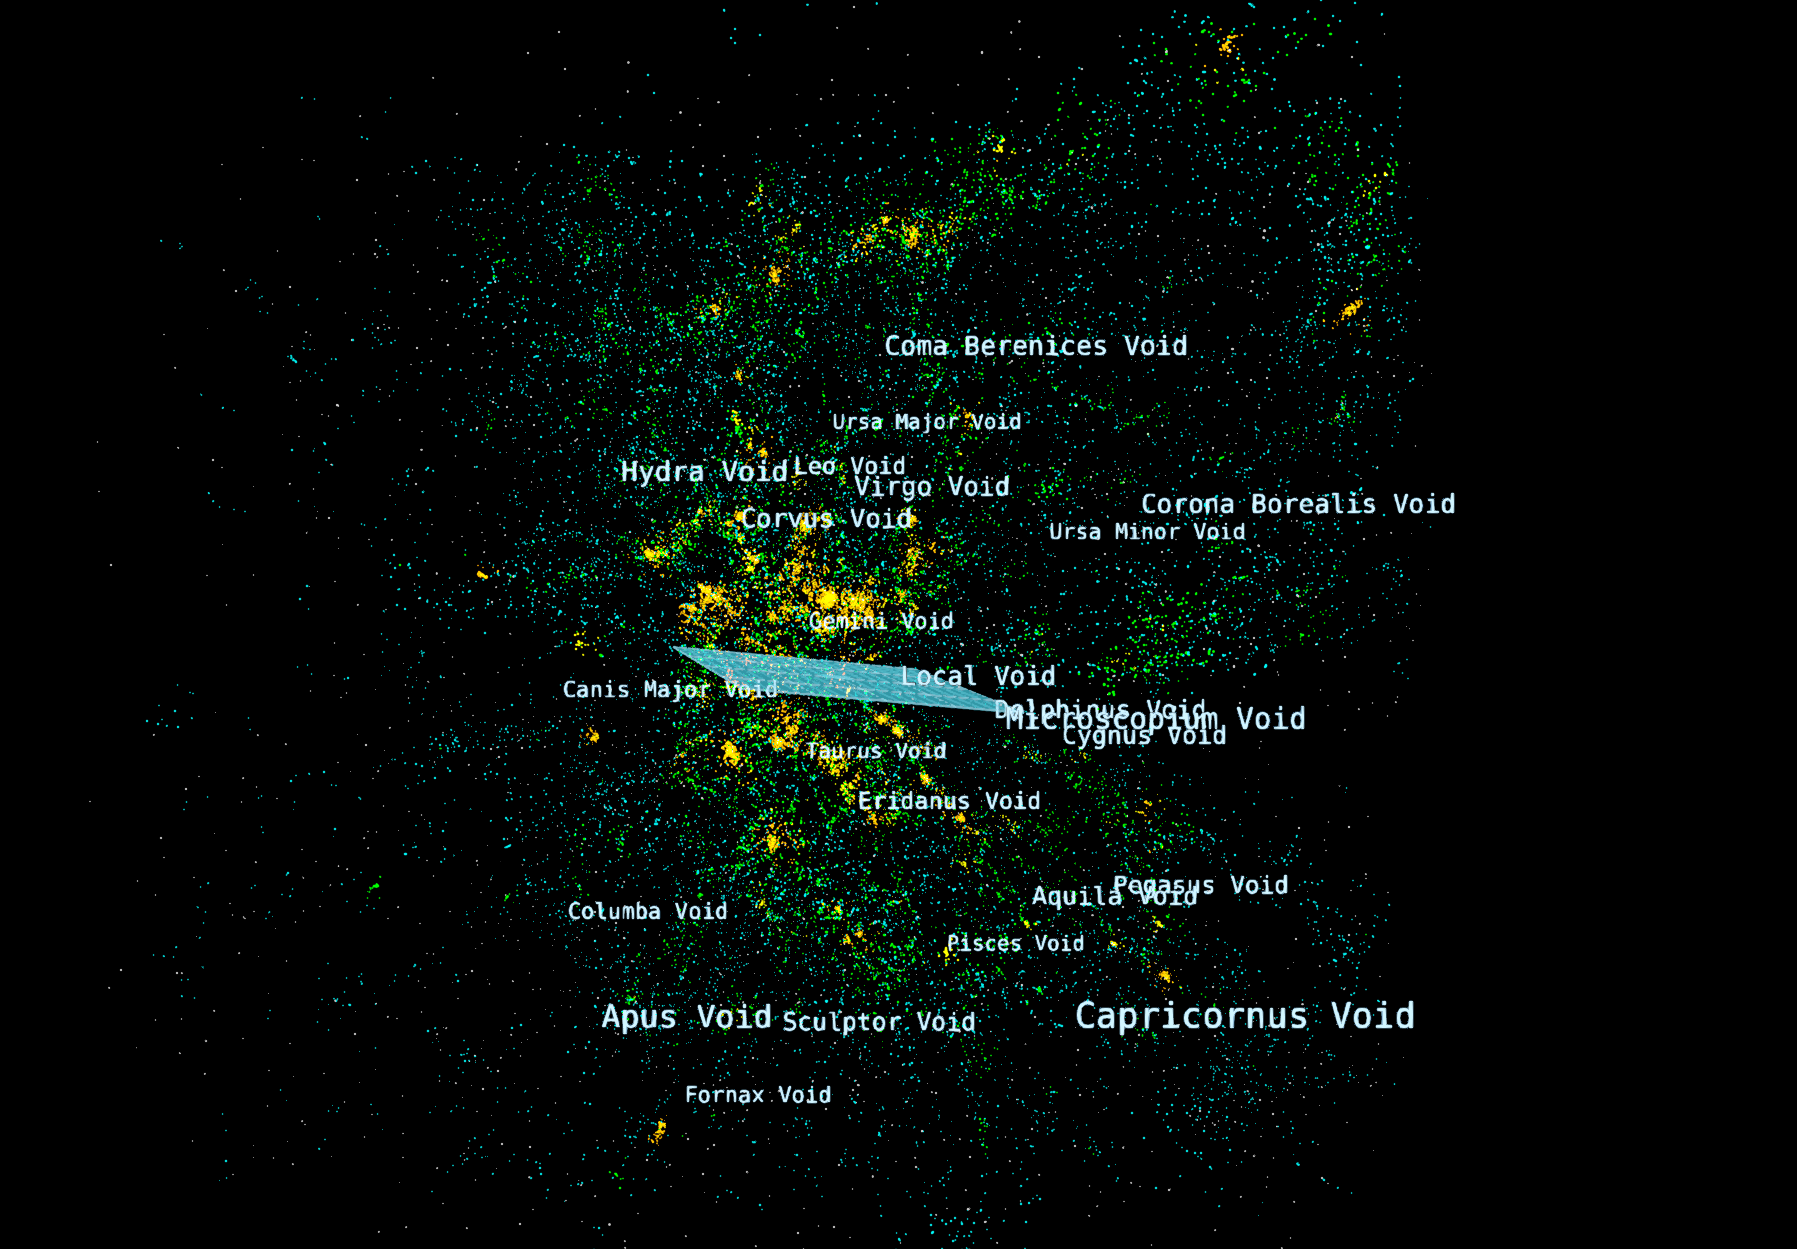 Coma Berenices Void
Ursa Major Void
Leo Void
Hydra Void
Virgo Void
Corona Borealis Void
Corvus Void
Ursa Minor Void
Gemini Void
Local Void
Canis Major Void
Delphinus Void
Microscopium Void
Cygnus Void
Taurus Void
Eridanus Void
Pegasus Void
Aquila Void
Columba Void
Pisces Void
Capricornus Void
Apus Void
Sculptor Void
Fornax Void